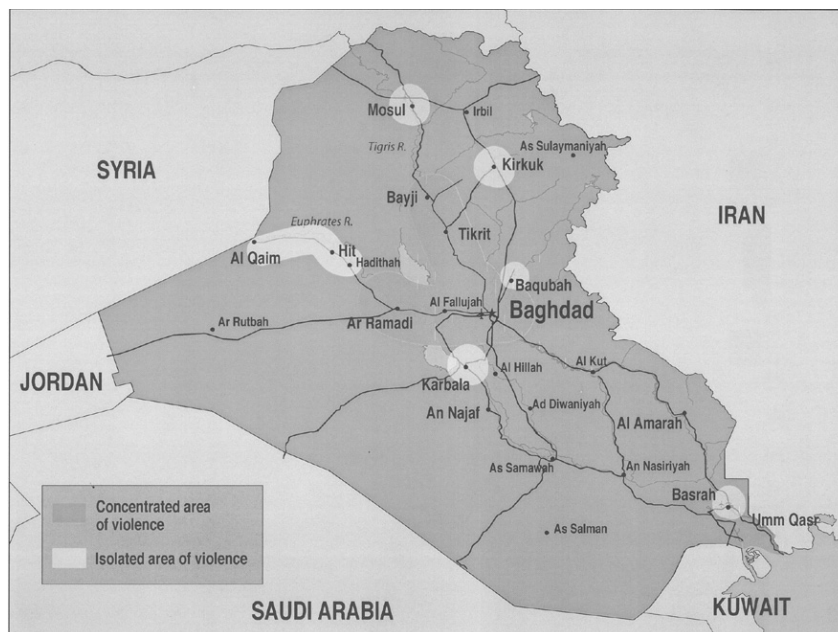 Mosul
Irbil
Tigris R.
As Sulaymaniyah
Kirkuk
SYRIA
Bayji
IRAN
Euphrates R.
Tikrit
Hit
Al Qaim
Hadithah
Baqubah
Al Fallujah
Baghdad
Ar Rutbah
Ar Ramadi
JORDAN
Al Kut
Al Hillah
Karbala
Ad Diwaniyah
An Najaf
Al Amarah
As Samawah
An Nasiriyah
Basrah
Umm Qasr
As Salman
Concentrated area
of violence
Isolated area of violence
SAUDI ARABIA
KUWAIT